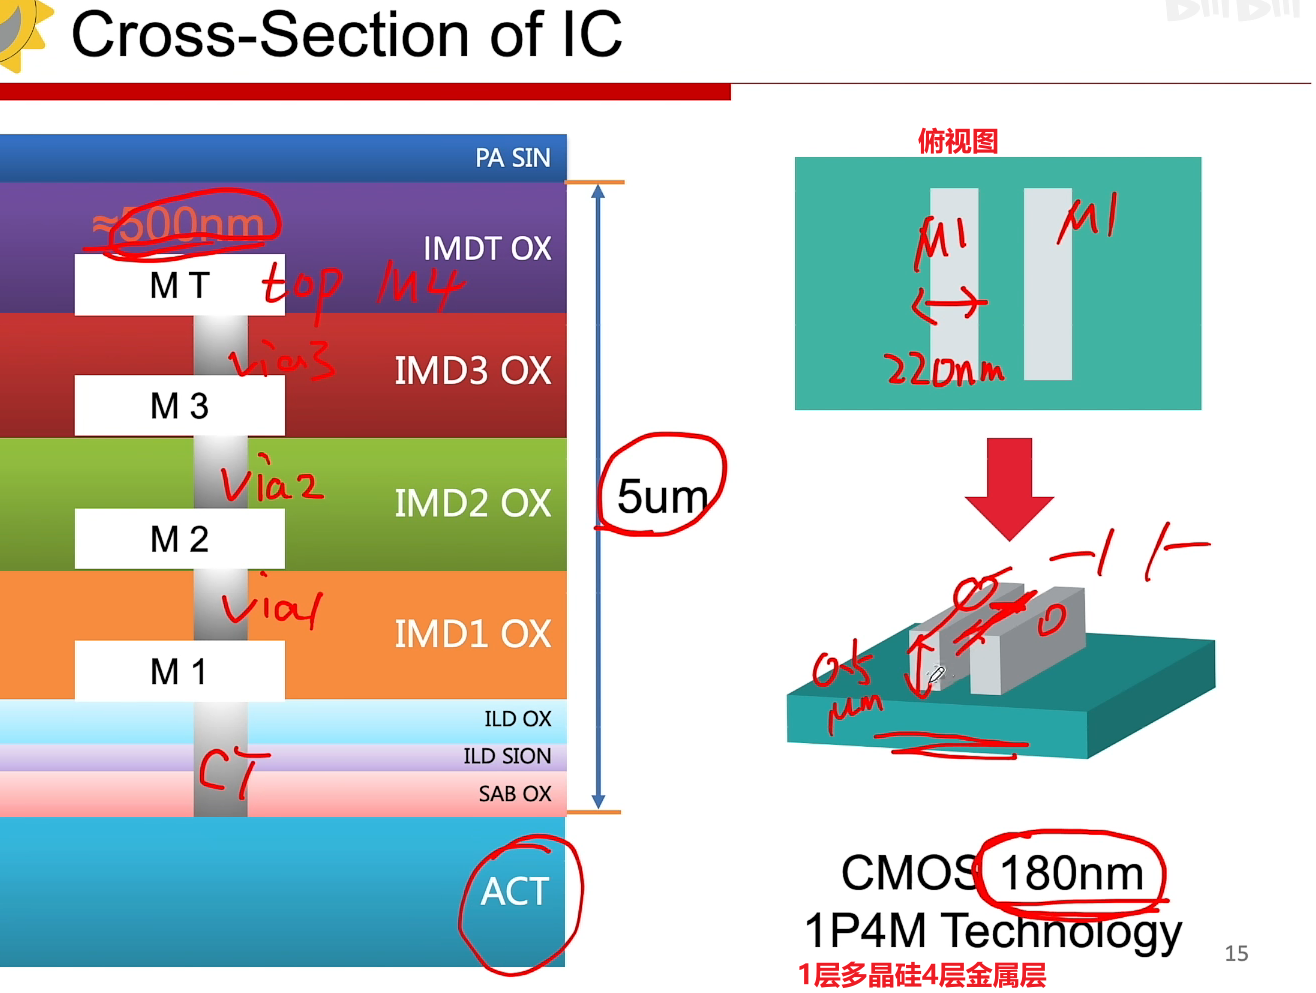 BiliBili
Cross-Section of IC
PA SIN
≈500nm
IMDT OX
M T
top M4
IMD3 OX
via3
M 3
IMD2 OX
via2
M 2
IMD1 OX
via1
M 1
ILD OX
ILD SION
CT
SAB OX
ACT
5um
俯视图
M1
M1
220nm
0.5
μm
CMOS 180nm
1P4M Technology
1层多晶硅4层金属层
15